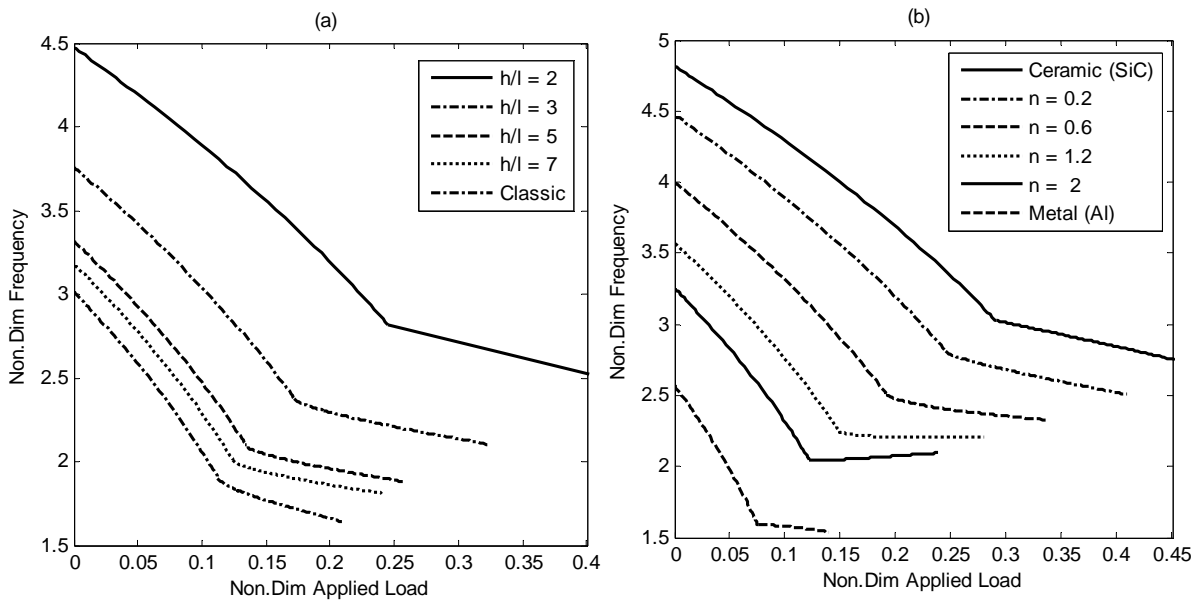 (a)
4.5
4
3.5
3
2.5
2
1.5
Non.Dim Frequency
h/l = 2
h/l = 3
h/l = 5
h/l = 7
Classic
0 0.05 0.1 0.15 0.2 0.25 0.3 0.35 0.4
Non.Dim Applied Load
(b)
5
4.5
4
3.5
3
2.5
2
1.5
Non.Dim Frequency
Ceramic (SiC)
n = 0.2
n = 0.6
n = 1.2
n = 2
Metal (Al)
0 0.05 0.1 0.15 0.2 0.25 0.3 0.35 0.4 0.45
Non.Dim Applied Load